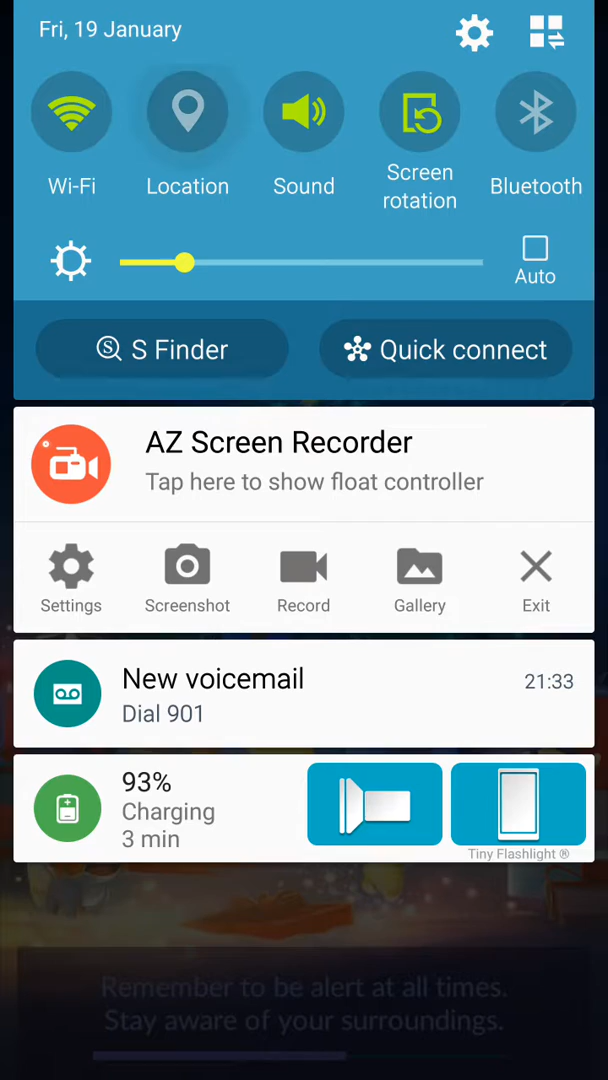 Fri, 19 January
Wi-Fi
Location
Sound
Screen
rotation
Bluetooth
Auto
S Finder
Quick connect
AZ Screen Recorder
Tap here to show float controller
Settings
Screenshot
Record
Gallery
Exit
New voicemail
21:33
Dial 901
93%
Charging
3 min
Tiny Flashlight ®
Remember to be alert at all times.
Stay aware of your surroundings.